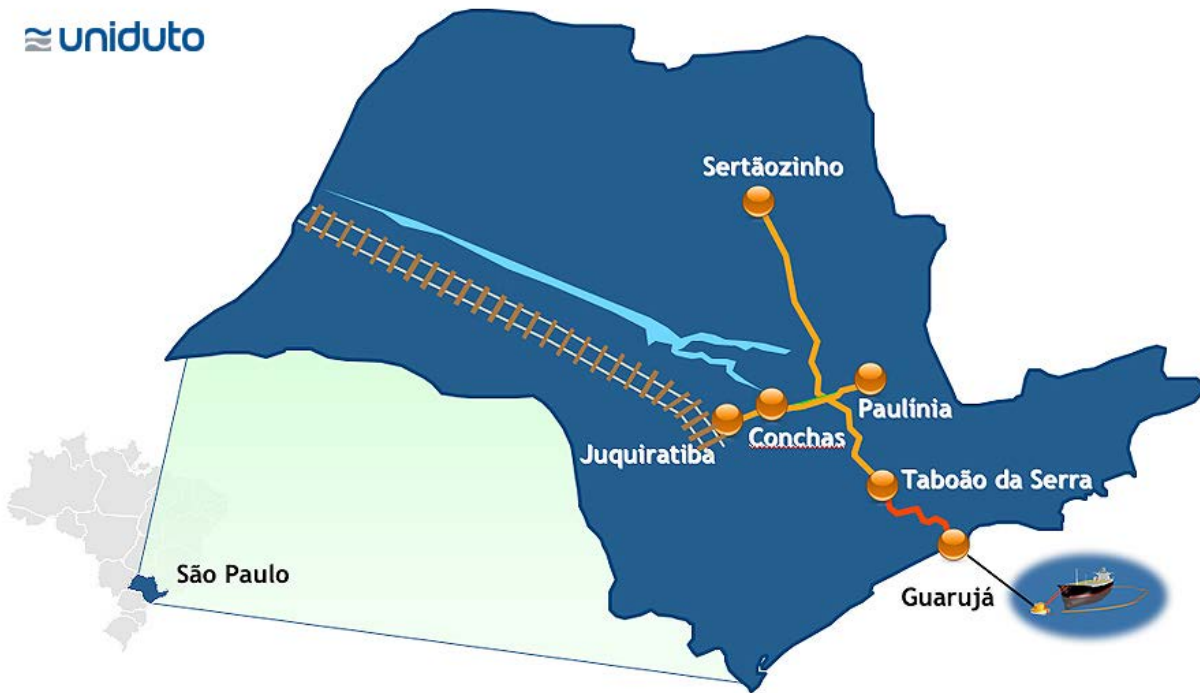 uniduto
Sertãozinho
Paulínia
Conchas
Juquiratiba
Taboão da Serra
São Paulo
Guarujá